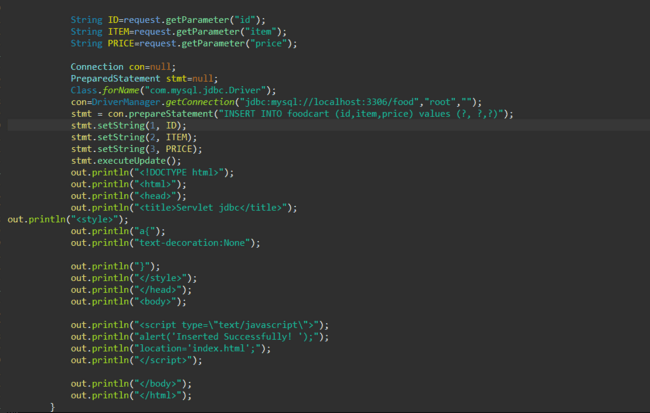 String ID=request.getParameter("id");
String ITEM=request.getParameter("item");
String PRICE=request.getParameter("price");
Connection con=null;
PreparedStatement stmt=null;
Class.forName("com.mysql.jdbc.Driver");
con=DriverManager.getConnection("jdbc:mysql://localhost:3306/food","root","");
stmt = con.prepareStatement("INSERT INTO foodcart (id,item,price) values (?, ?,?)");
stmt.setString(1, ID);
stmt.setString(2, ITEM);
stmt.setString(3, PRICE);
stmt.executeUpdate();
out.println("<!DOCTYPE html>");
out.println("<html>");
out.println("<head>");
out.println("<title>Servlet jdbc</title>");
out.println("<style>");
out.println("a{");
out.println("text-decoration:None");
out.println("}");
out.println("</style>");
out.println("</head>");
out.println("<body>");
out.println("<script type=\"text/javascript\">");
out.println("alert('Inserted Successfully! ');");
out.println("location='index.html';");
out.println("</script>");
out.println("</body>");
out.println("</html>");
}